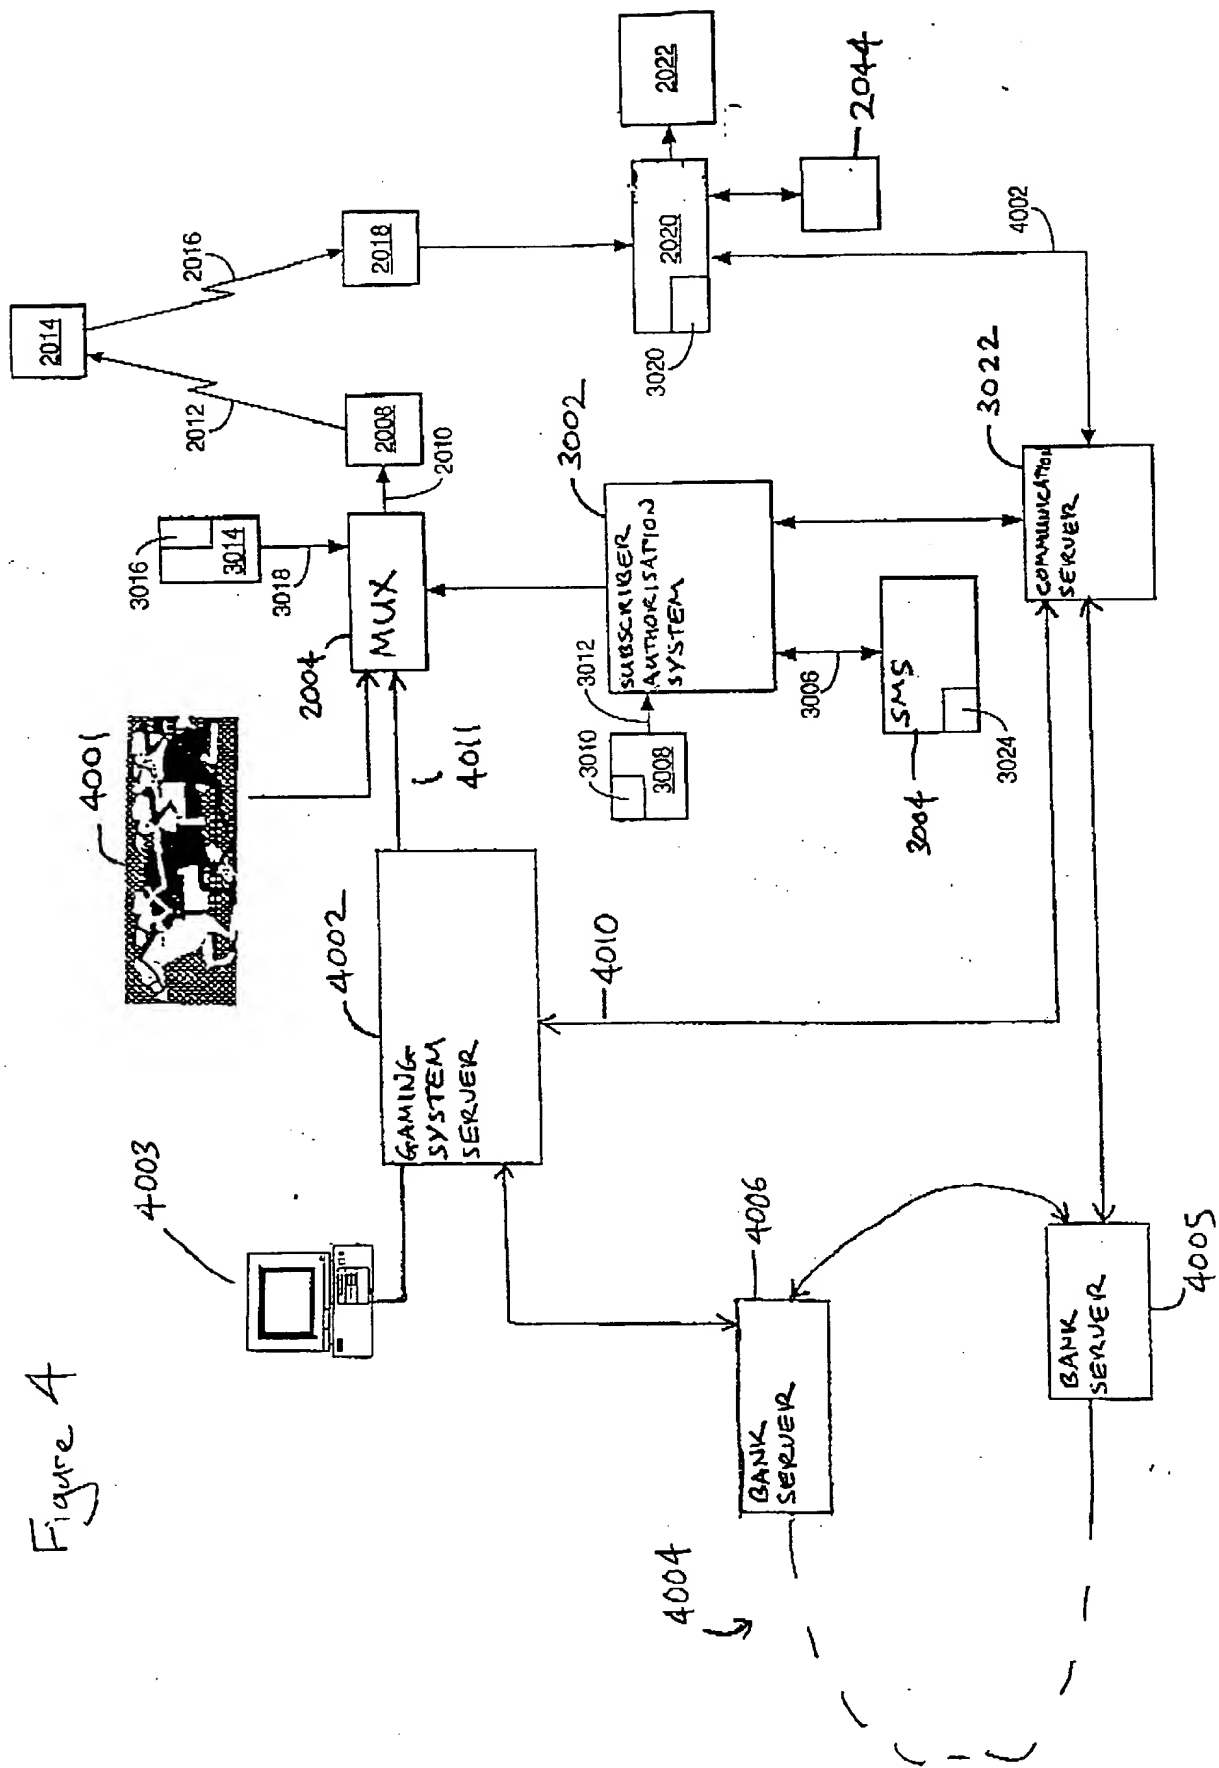 Figure 4
4003
4001
3016
3014
3018
2012
2014
2016
2018
2008
2010
2004
MUX
4011
4002
GAMING
SYSTEM
SERVER
4010
3010
3008
3012
3002
SUBSCRIBER
AUTHORISATION
SYSTEM
3006
3004
SMS
3024
3020
2020
2022
2044
4002
3022
COMMUNICATION
SERVER
4006
BANK
SERVER
4004
4005
BANK
SERVER